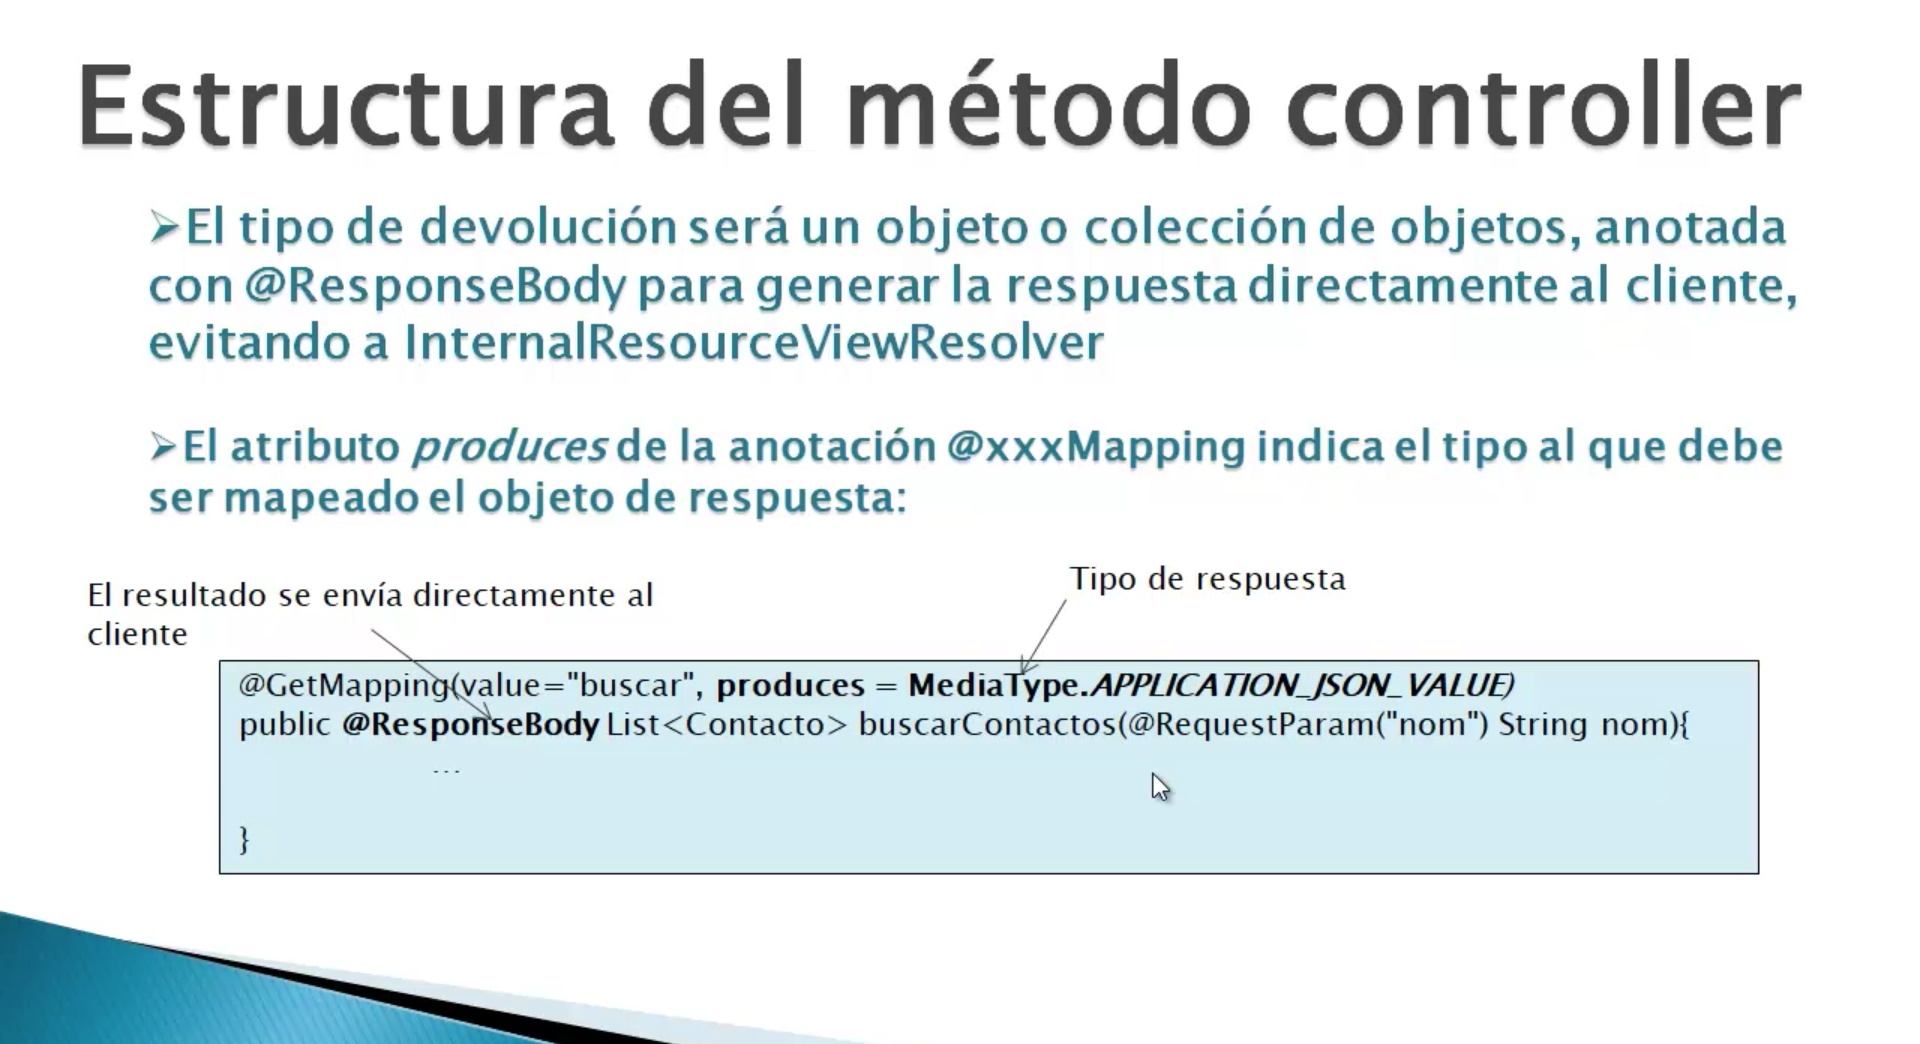 Estructura del método controller
➢El tipo de devolución será un objeto o colección de objetos, anotada
con @ResponseBody para generar la respuesta directamente al cliente,
evitando a InternalResourceViewResolver
➢El atributo produces de la anotación @xxxMapping indica el tipo al que debe
ser mapeado el objeto de respuesta:
El resultado se envía directamente al
cliente
Tipo de respuesta
@GetMapping(value="buscar", produces = MediaType.APPLICATION_JSON_VALUE)
public @ResponseBody List<Contacto> buscarContactos(@RequestParam("nom") String nom){
...
}